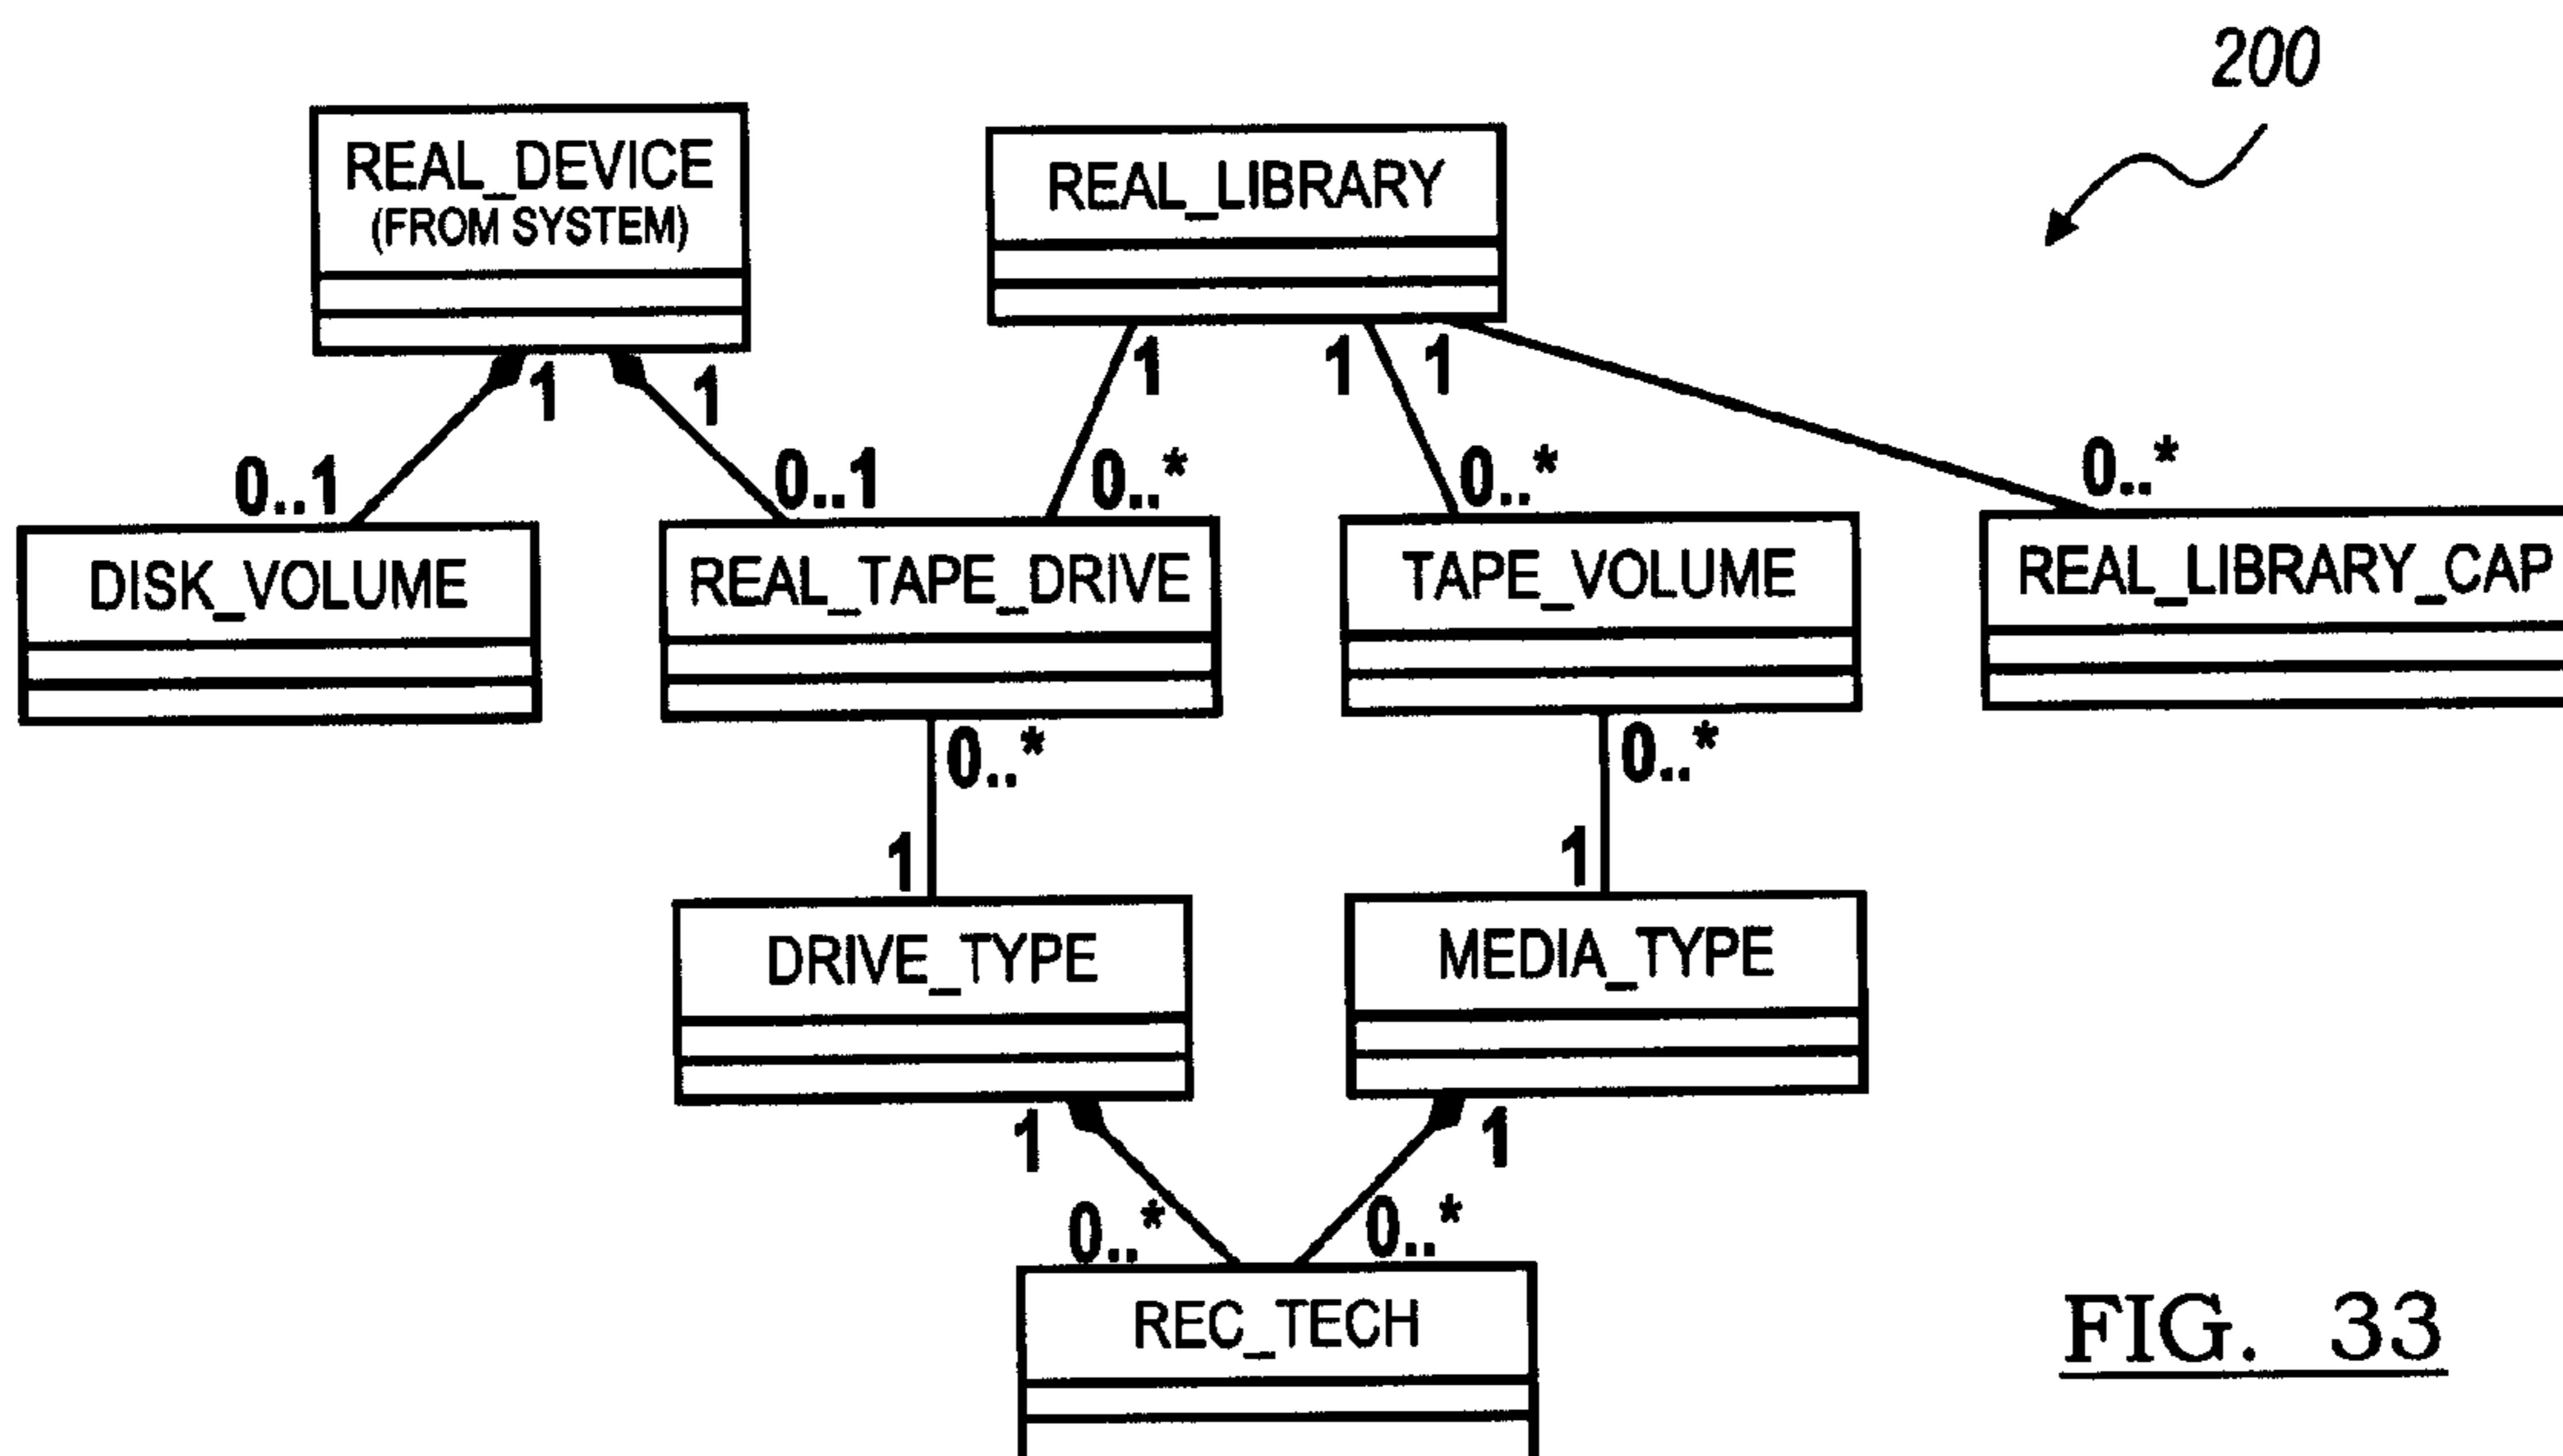 200
REAL_DEVICE
(FROM SYSTEM)
REAL_LIBRARY
1
1
1
1
1
0..1
0..1
0..*
0..*
0..*
DISK_VOLUME
REAL_TAPE_DRIVE
TAPE_VOLUME
REAL_LIBRARY_CAP
0..*
0..*
1
1
DRIVE_TYPE
MEDIA_TYPE
1
1
0..*
0..*
REC_TECH
FIG. 33